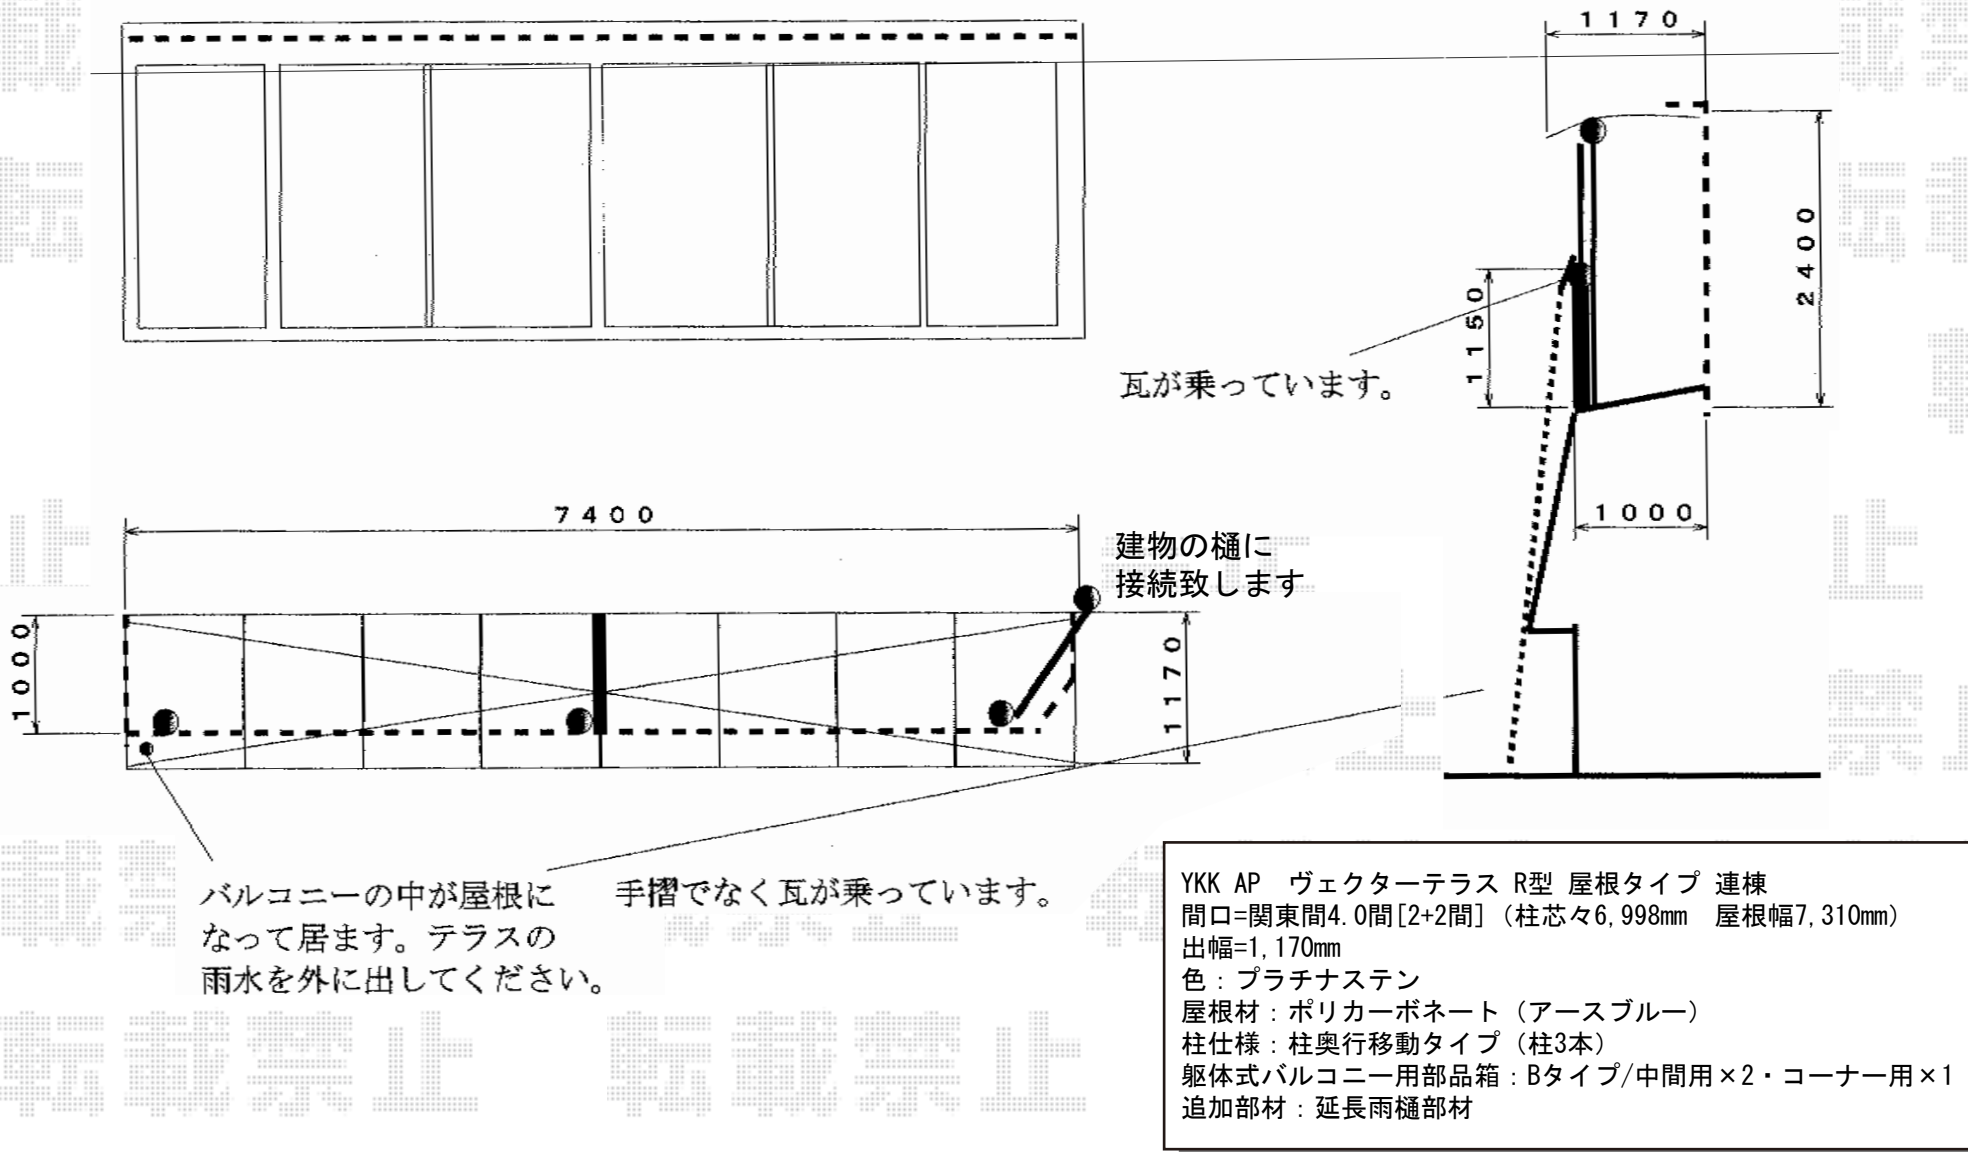 1170
2400
1150
瓦が乗っています。
1000
7400
建物の樋に
接続致します
1000
1170
バルコニーの中が屋根に
なって居ます。テラスの
雨水を外に出してください。
手摺でなく瓦が乗っています。
YKK AP　ヴェクターテラス R型 屋根タイプ 連棟
間口=関東間4.0間[2+2間]（柱芯々6,998mm　屋根幅7,310mm）
出幅=1,170mm
色：プラチナステン
屋根材：ポリカーボネート（アースブルー）
柱仕様：柱奥行移動タイプ（柱3本）
躯体式バルコニー用部品箱：Bタイプ/中間用×2・コーナー用×1
追加部材：延長雨樋部材
転載禁止
転載禁止